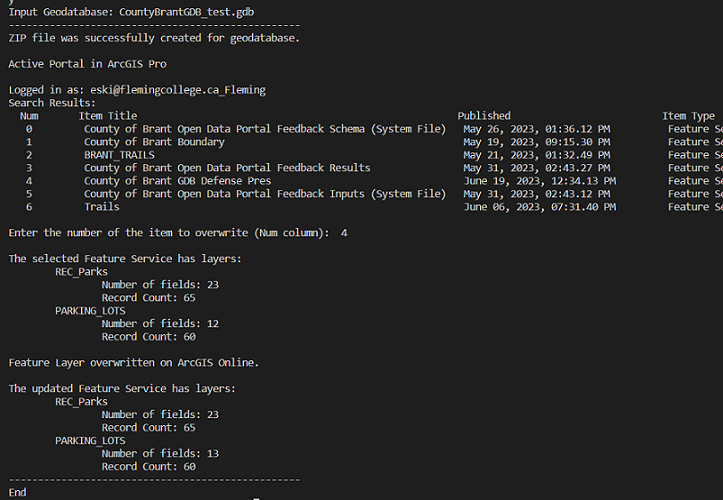 y
Input Geodatabase: CountyBrantGDB_test.gdb
--------------------------------------------------
ZIP file was successfully created for geodatabase.
Active Portal in ArcGIS Pro
Logged in as: eski@flemingcollege.ca_Fleming
Search Results:
Num Item Title Published Item Type
0 County of Brant Open Data Portal Feedback Schema (System File) May 26, 2023, 01:36.12 PM Feature Se
1 County of Brant Boundary May 19, 2023, 09:15.30 PM Feature Se
2 BRANT_TRAILS May 21, 2023, 01:32.49 PM Feature Se
3 County of Brant Open Data Portal Feedback Results May 31, 2023, 02:43.27 PM Feature Se
4 County of Brant GDB Defense Pres June 19, 2023, 12:34.13 PM Feature Se
5 County of Brant Open Data Portal Feedback Inputs (System File) May 31, 2023, 02:43.12 PM Feature Se
6 Trails June 06, 2023, 07:31.40 PM Feature Se
Enter the number of the item to overwrite (Num column): 4
The selected Feature Service has layers:
REC_Parks
Number of fields: 23
Record Count: 65
PARKING_LOTS
Number of fields: 12
Record Count: 60
Feature Layer overwritten on ArcGIS Online.
The updated Feature Service has layers:
REC_Parks
Number of fields: 23
Record Count: 65
PARKING_LOTS
Number of fields: 13
Record Count: 60
--------------------------------------------------
End